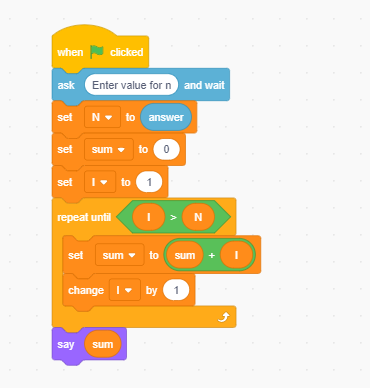 when clicked
ask Enter value for n and wait
set N to answer
set sum to 0
set I to 1
repeat until I > N
set sum to sum + I
change I by 1
say sum